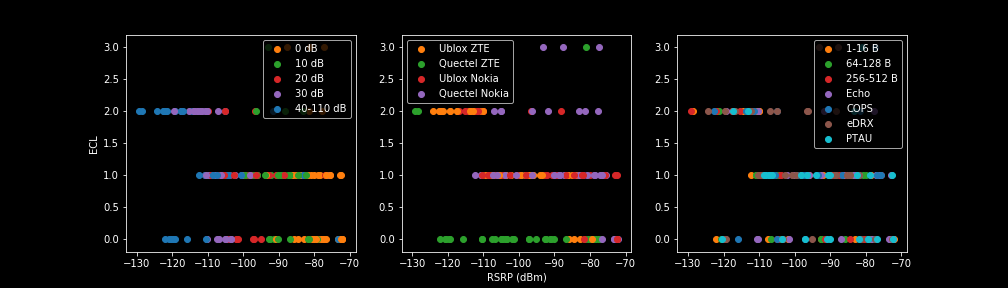 3.0
2.5
2.0
1.5
1.0
0.5
0.0
ECL
−130 −120 −110 −100 −90 −80 −70
0 dB
10 dB
20 dB
30 dB
40-110 dB
Ublox ZTE
Quectel ZTE
Ublox Nokia
Quectel Nokia
3.0
2.5
2.0
1.5
1.0
0.5
0.0
−130 −120 −110 −100 −90 −80 −70
RSRP (dBm)
3.0
2.5
2.0
1.5
1.0
0.5
0.0
1-16 B
64-128 B
256-512 B
Echo
COPS
eDRX
PTAU
−130 −120 −110 −100 −90 −80 −70